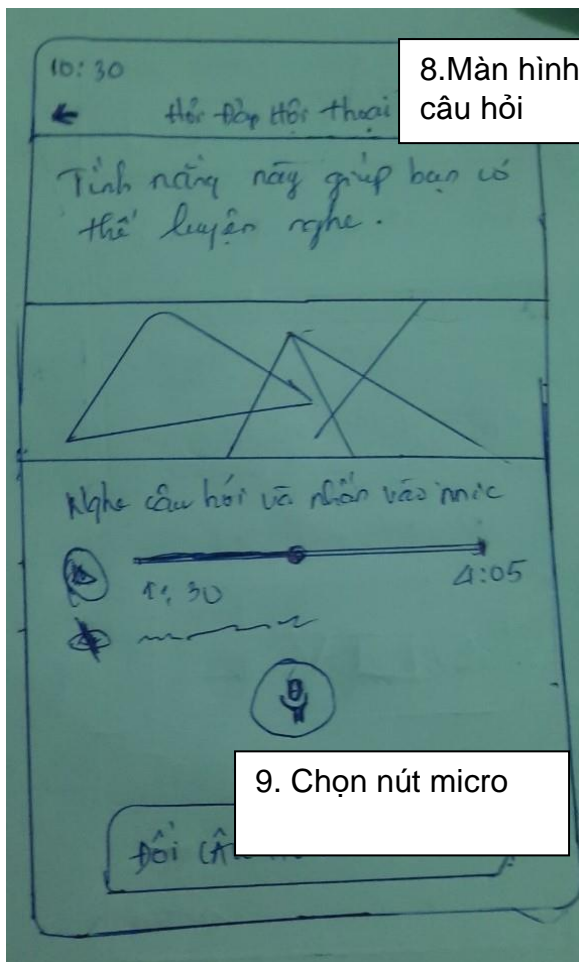 10:30
8.Màn hình
câu hỏi
Hỏi Đáp Hội thoại
Tính năng này giúp bạn có
thể luyện nghe.
Nghe câu hỏi và nhấn vào mic
1:30
4:05
9. Chọn nút micro
Đổi